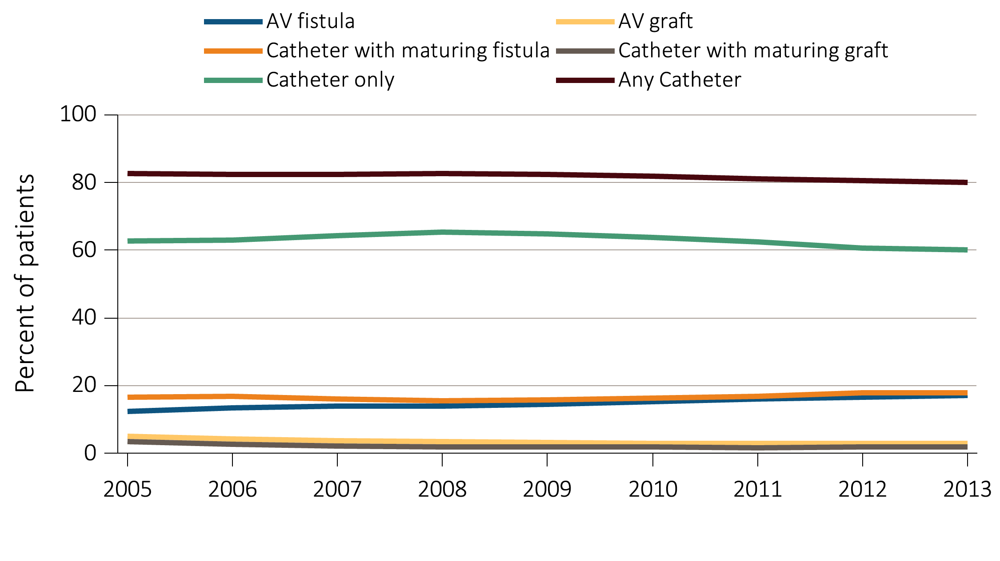 AV fistula AV graft
Catheter with maturing fistula Catheter with maturing graft
Catheter only Any Catheter
100
80
60
40
20
0
Percent of patients
2005 2006 2007 2008 2009 2010 2011 2012 2013